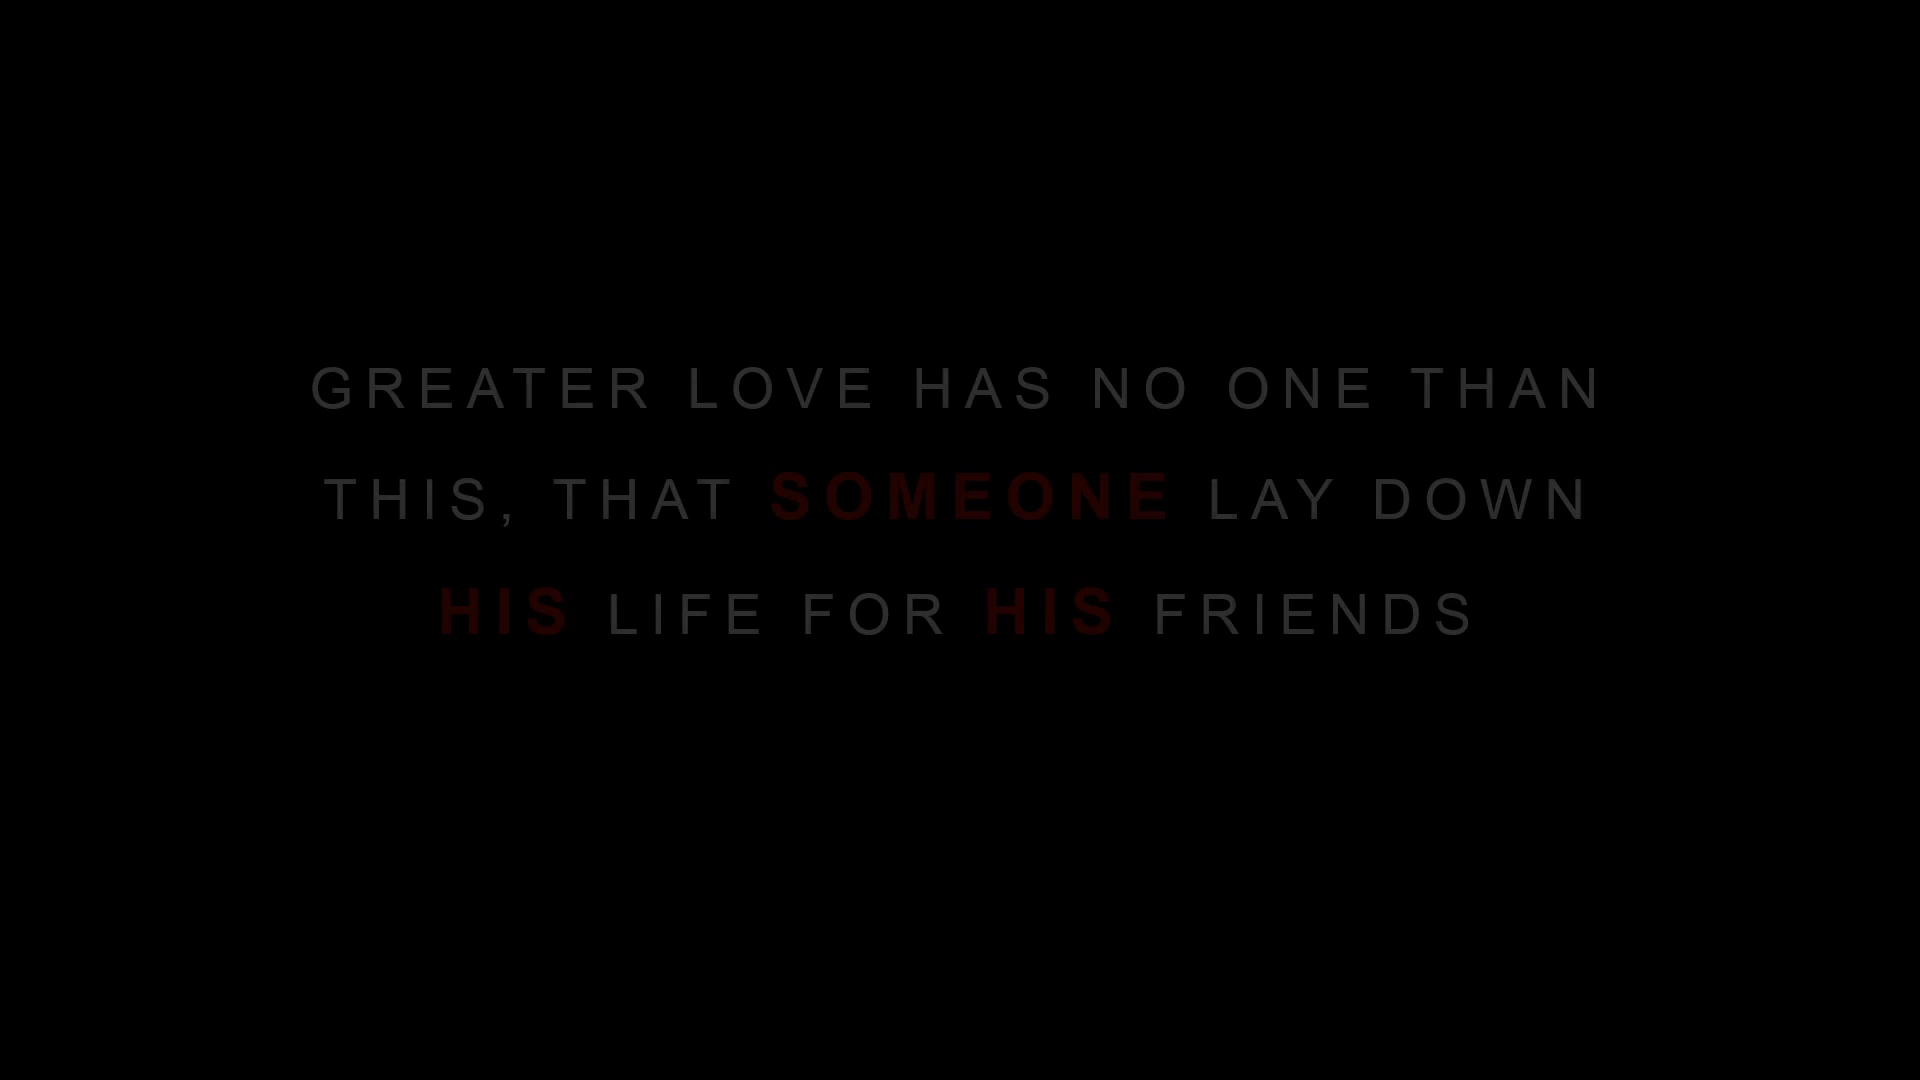 GREATER LOVE HAS NO ONE THAN
THIS, THAT SOMEONE LAY DOWN
HIS LIFE FOR HIS FRIENDS